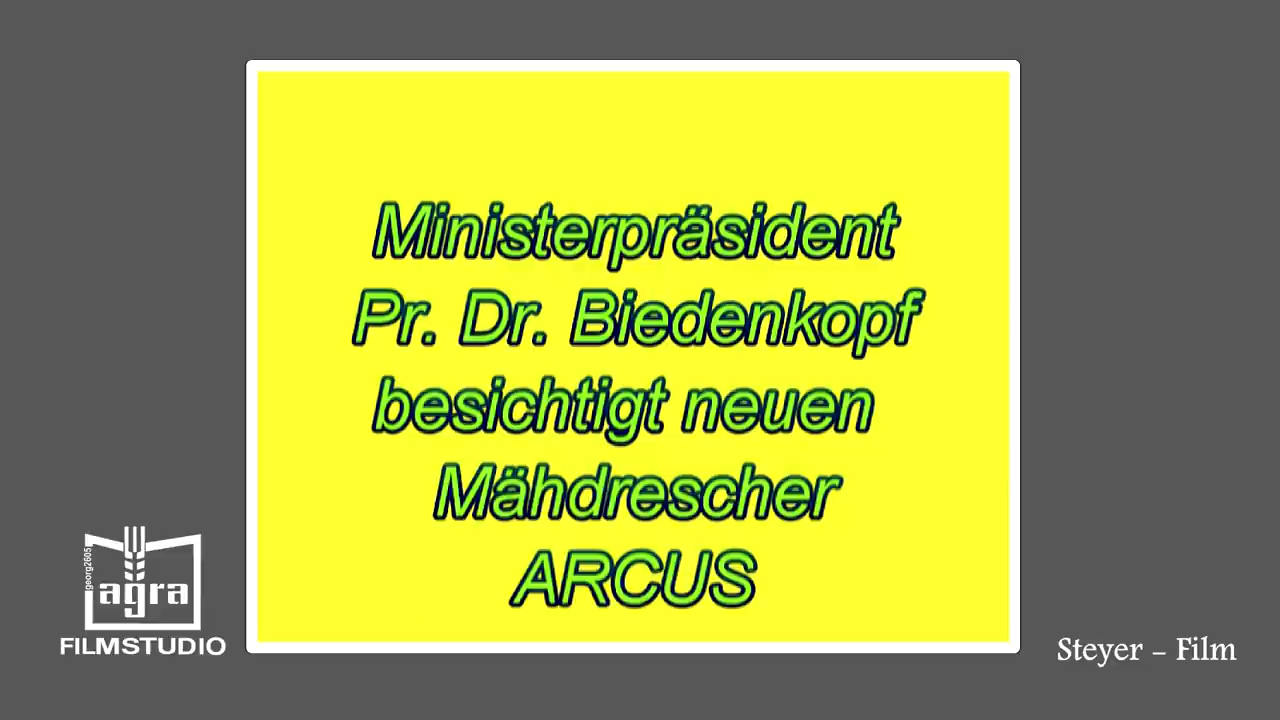 Ministerpräsident
Pr. Dr. Biedenkopf
besichtigt neuen
Mähdrescher
ARCUS
georg2605
agra
FILMSTUDIO
Steyer – Film